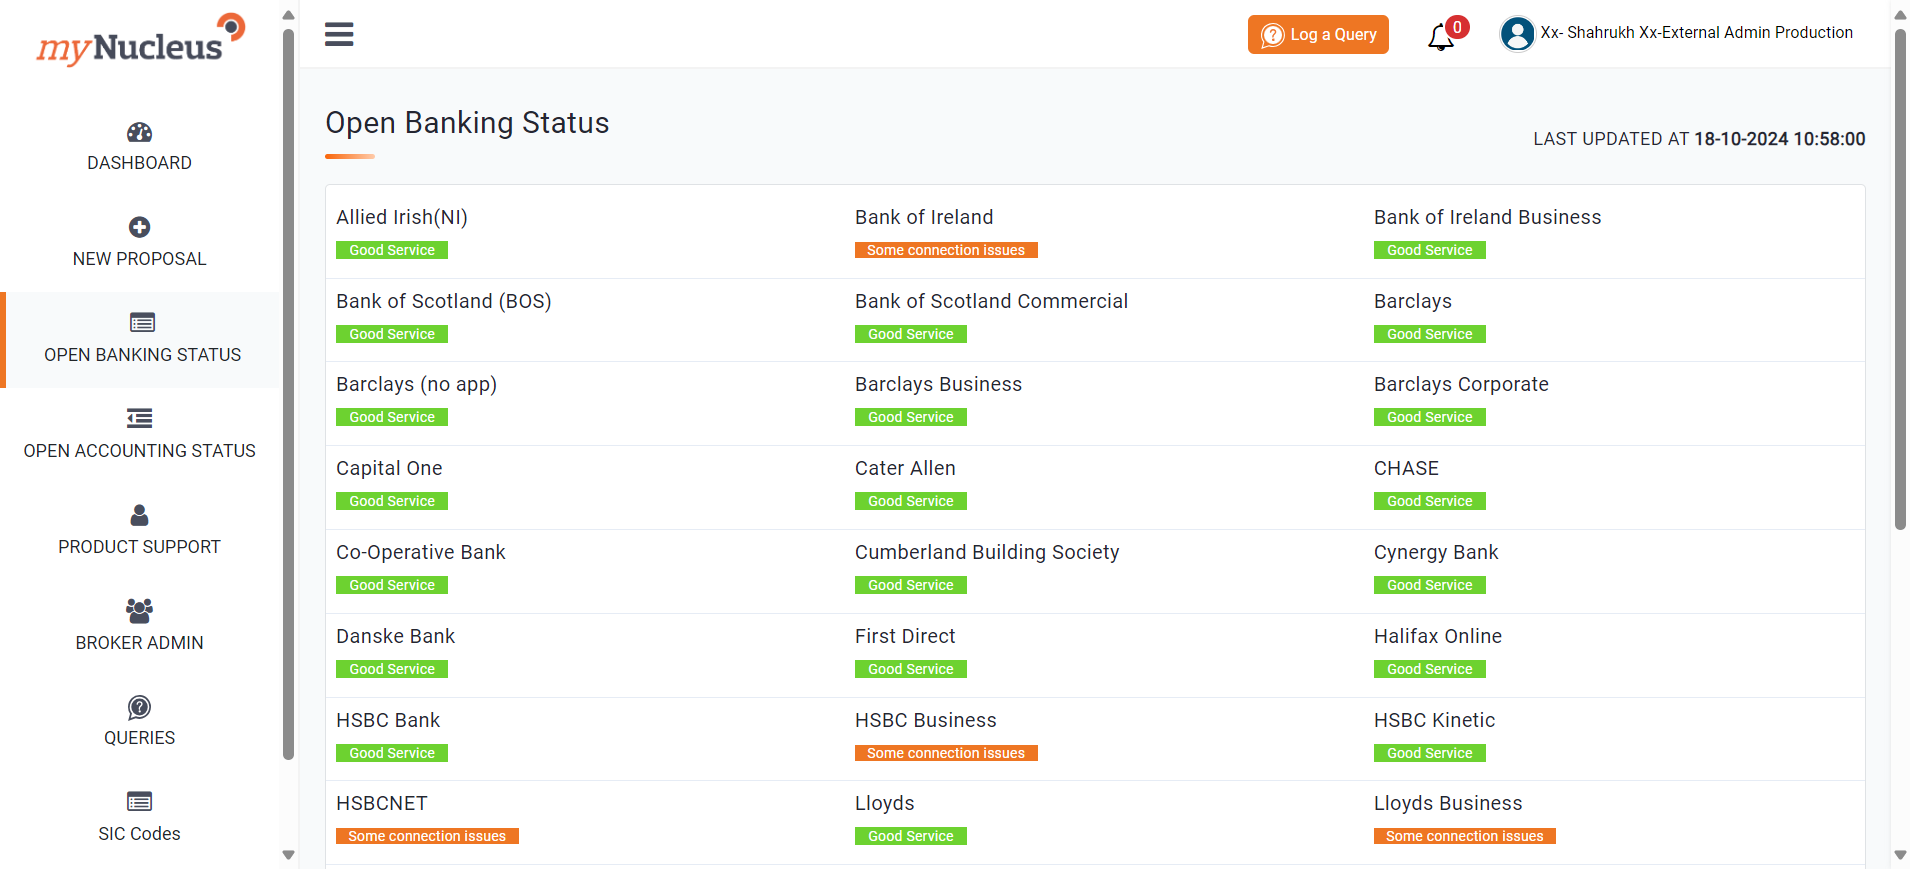 myNucleus
Log a Query
0
Xx- Shahrukh Xx-External Admin Production
DASHBOARD
NEW PROPOSAL
OPEN BANKING STATUS
OPEN ACCOUNTING STATUS
PRODUCT SUPPORT
BROKER ADMIN
QUERIES
SIC Codes
Open Banking Status
LAST UPDATED AT 18-10-2024 10:58:00
Allied Irish(NI)
Good Service
Bank of Ireland
Some connection issues
Bank of Ireland Business
Good Service
Bank of Scotland (BOS)
Good Service
Bank of Scotland Commercial
Good Service
Barclays
Good Service
Barclays (no app)
Good Service
Barclays Business
Good Service
Barclays Corporate
Good Service
Capital One
Good Service
Cater Allen
Good Service
CHASE
Good Service
Co-Operative Bank
Good Service
Cumberland Building Society
Good Service
Cynergy Bank
Good Service
Danske Bank
Good Service
First Direct
Good Service
Halifax Online
Good Service
HSBC Bank
Good Service
HSBC Business
Some connection issues
HSBC Kinetic
Good Service
HSBCNET
Some connection issues
Lloyds
Good Service
Lloyds Business
Some connection issues